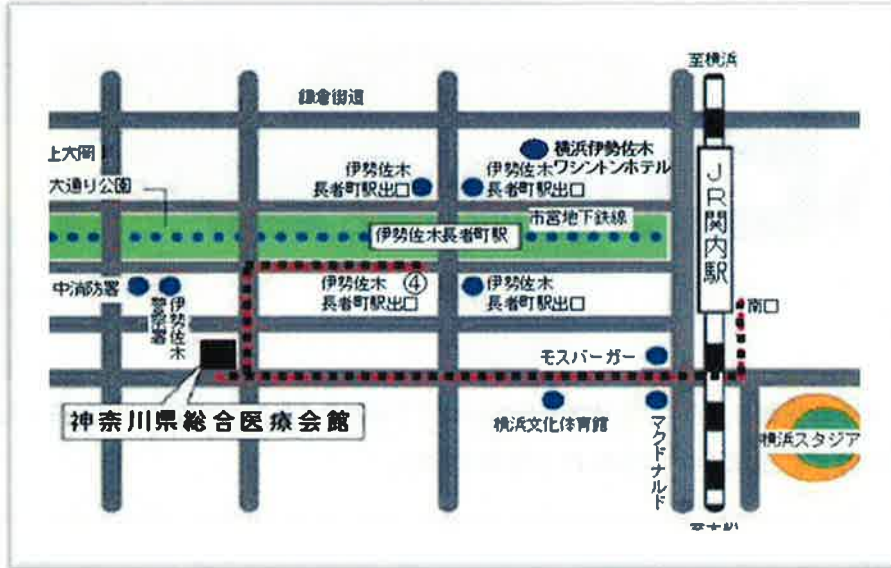 至横浜
鎌倉街道
上大岡
横浜伊勢佐木
ワシントンホテル
伊勢佐木
長者町駅出口
伊勢佐木
長者町駅出口
JR関内駅
大通り公園
市営地下鉄線
伊勢佐木長者町駅
中消防署
伊勢佐木
警察署
伊勢佐木
長者町駅出口
④
伊勢佐木
長者町駅出口
南口
モスバーガー
神奈川県総合医療会館
横浜文化体育館
マクドナルド
横浜スタジア